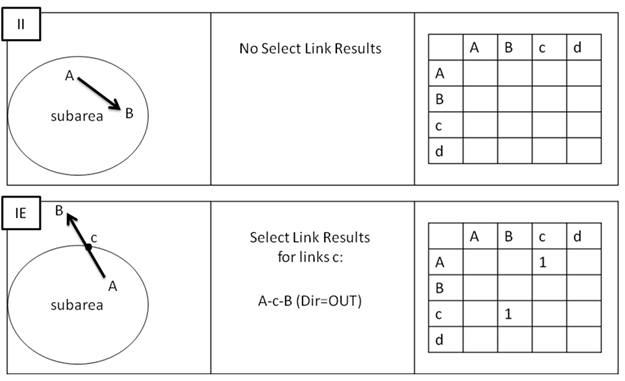 II
A
B
subarea
No Select Link Results
A B c d
A
B
c
d
IE
B
c
A
subarea
Select Link Results
for links c:
A-c-B (Dir=OUT)
A B c d
A 1
B
c 1
d